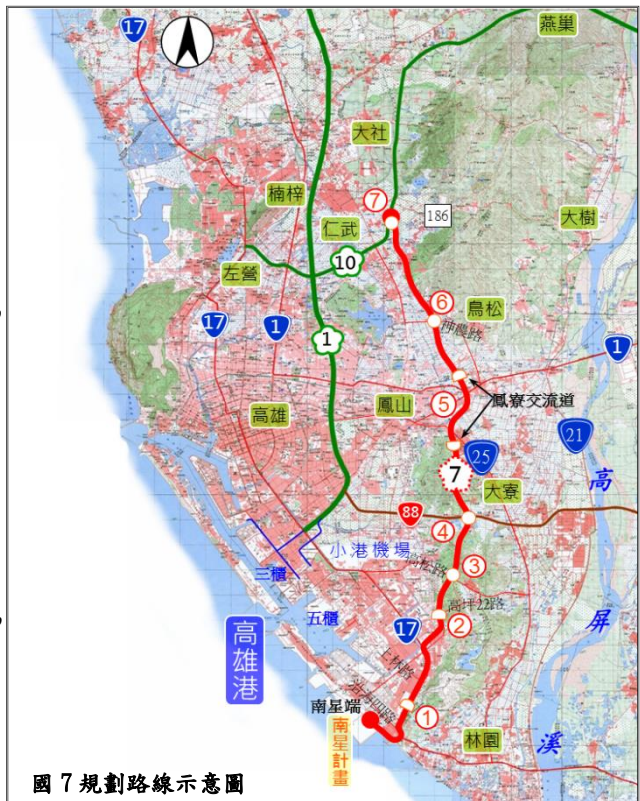 17
燕巢
大社
楠梓
⑦
186
大樹
仁武
10
左營
⑥
鳥松
17
1
神農路
1
1
鳳寮交流道
高雄
鳳山
⑤
21
25
7
高
大寮
88
④
小港機場
高松路
③
三櫃
高坪22路
五櫃
②
屏
17
高雄港
上林路
沿海四路
南星端
①
南星計畫
林園
溪
國7規劃路線示意圖